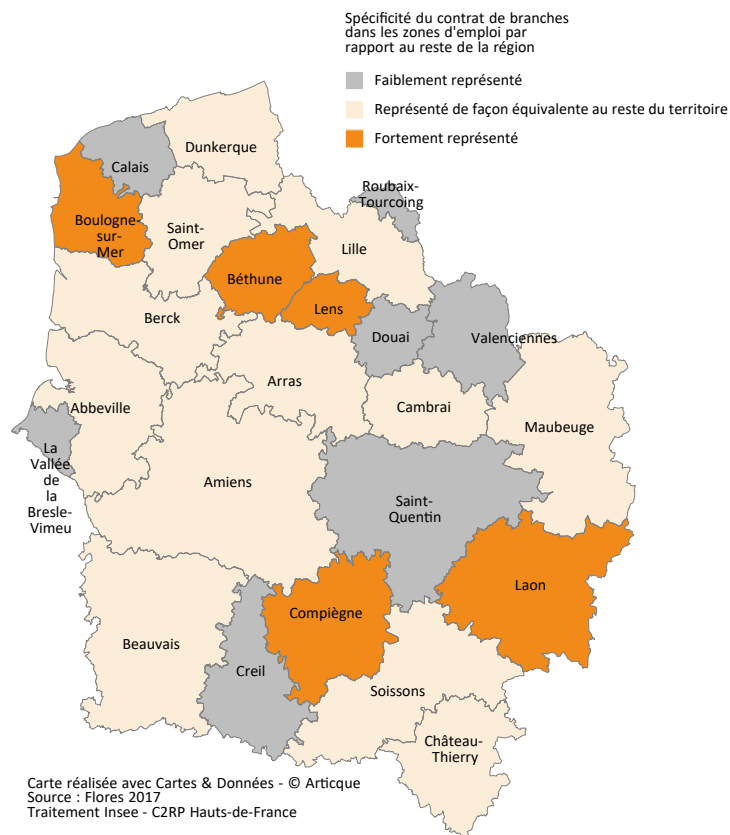 Spécificité du contrat de branches
dans les zones d'emploi par
rapport au reste de la région
Faiblement représenté
Représenté de façon équivalente au reste du territoire
Fortement représenté
Dunkerque
Calais
Roubaix-
Tourcoing
Boulogne-
sur-
Mer
Saint-
Omer
Lille
Béthune
Lens
Berck
Douai
Valenciennes
Arras
Abbeville
Cambrai
Maubeuge
La
Vallée
de
la
Bresle-
Vimeu
Amiens
Saint-
Quentin
Laon
Compiègne
Beauvais
Creil
Soissons
Château-
Thierry
Carte réalisée avec Cartes & Données - © Articque
Source : Flores 2017
Traitement Insee - C2RP Hauts-de-France